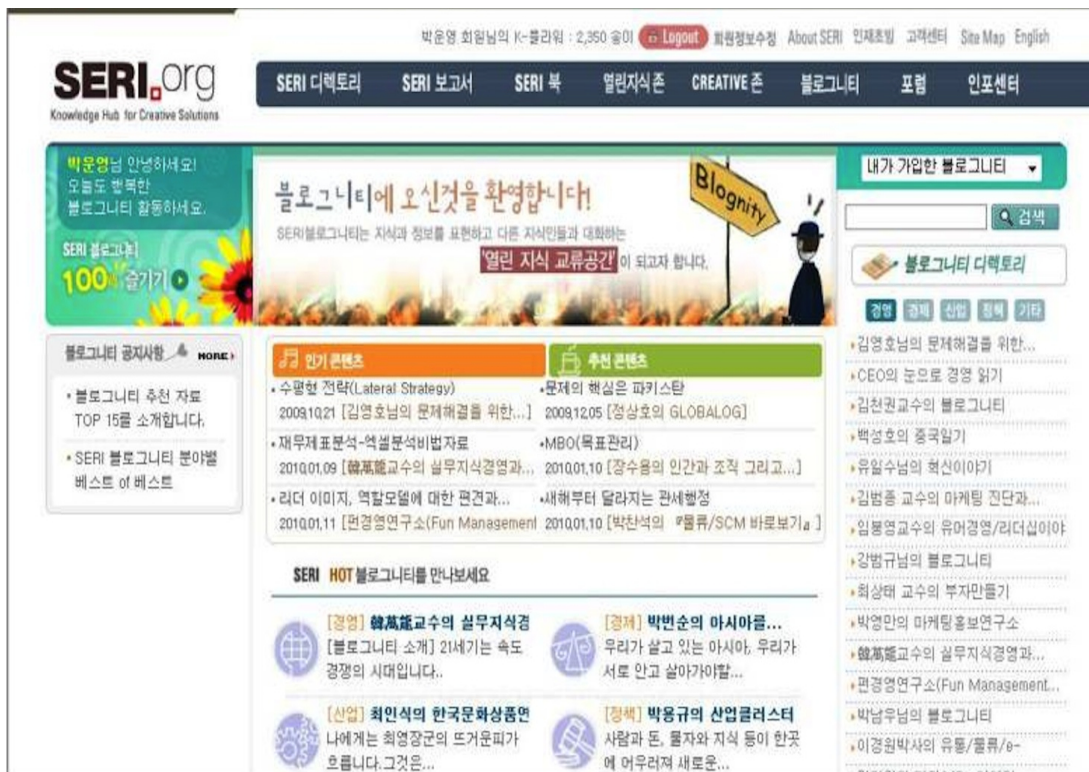 박운영 회원님의 K-플라워 : 2,350 송이 Logout 회원정보수정 About SERI 인재초빙 고객센터 Site Map English
SERI.org
Knowledge Hub for Creative Solutions
SERI 디렉토리 SERI 보고서 SERI 북 열린지식존 CREATIVE 존 블로그니티 포럼 인포센터
박운영님 안녕하세요!
오늘도 행복한
블로그니티 활동하세요.
SERI 블로그니티
100% 즐기기
블로그니티에 오신것을 환영합니다!
SERI블로그니티는 지식과 정보를 표현하고 다른 지식인들과 대화하는
'열린 지식 교류공간'이 되고자 합니다.
Blognity
내가 가입한 블로그니티
검색
블로그니티 디렉토리
경영 경제 산업 정책 기타
블로그니티 공지사항 MORE
• 블로그니티 추천 자료
TOP 15를 소개합니다.
• SERI 블로그니티 분야별
베스트 of 베스트
인기 콘텐츠
• 수평형 전략(Lateral Strategy)
2009.10.21 [김영호님의 문제해결을 위한...]
• 재무제표분석-엑셀분석비법자료
2010.01.09 [韓萬龍교수의 실무지식경영과...
• 리더 이미지, 역할모델에 대한 편견과...
2010.01.11 [펀경영연구소(Fun Management
추천 콘텐츠
•문제의 핵심은 파키스탄
2009.12.05 [정상호의 GLOBALOG]
•MBO(목표관리)
2010.01.10 [장수용의 인간과 조직 그리고...]
•새해부터 달라지는 관세행정
2010.01.10 [박찬석의 『물류/SCM 바로보기』]
SERI HOT 블로그니티를 만나보세요
[경영] 韓萬龍교수의 실무지식경
[블로그니티 소개] 21세기는 속도
경쟁의 시대입니다..
[경제] 박번순의 아시아를...
우리가 살고 있는 아시아, 우리가
서로 안고 살아가야할...
[산업] 최인식의 한국문화상품연
나에게는 최영장군의 뜨거운피가
흐릅니다.그것은...
[정책] 박용규의 산업클러스터
사람과 돈, 물자와 지식 등이 한곳
에 어우러져 새로운...
김영호님의 문제해결을 위한...
CEO의 눈으로 경영 읽기
김천권교수의 블로그니티
백성호의 중국일기
유일수님의 혁신이야기
김범종 교수의 마케팅 진단과...
임붕영교수의 유머경영/리더십이야
강범규님의 블로그니티
최상태 교수의 부자만들기
박영만의 마케팅홍보연구소
韓萬龍교수의 실무지식경영과...
펀경영연구소(Fun Management...
박남우님의 블로그니티
이경원박사의 유통/물류/e-